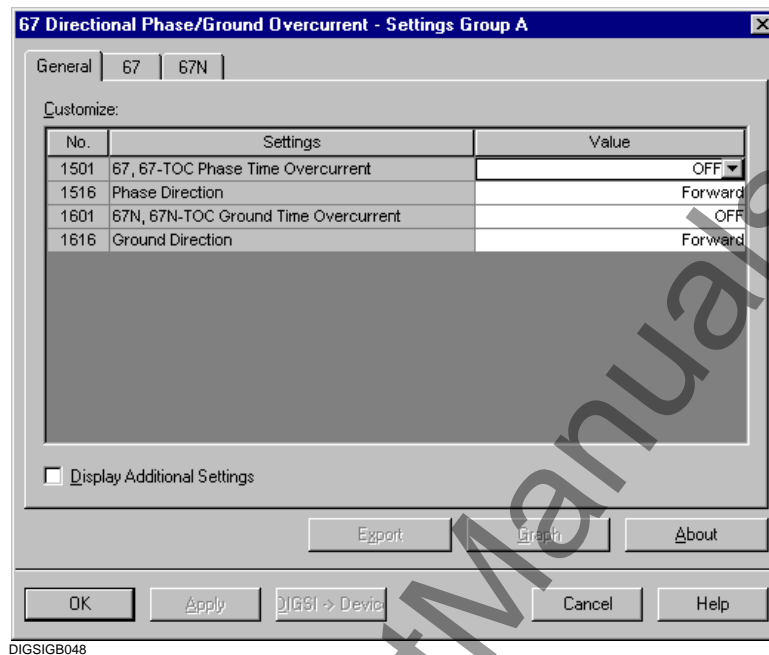 67 Directional Phase/Ground Overcurrent - Settings Group A
General 67 67N
Customize:
No. Settings Value
1501 67, 67-TOC Phase Time Overcurrent OFF
1516 Phase Direction Forward
1601 67N, 67N-TOC Ground Time Overcurrent OFF
1616 Ground Direction Forward
Display Additional Settings
Export Graph About
OK Apply DIGSI -> Device Cancel Help
DIGSIGB048
tManuals